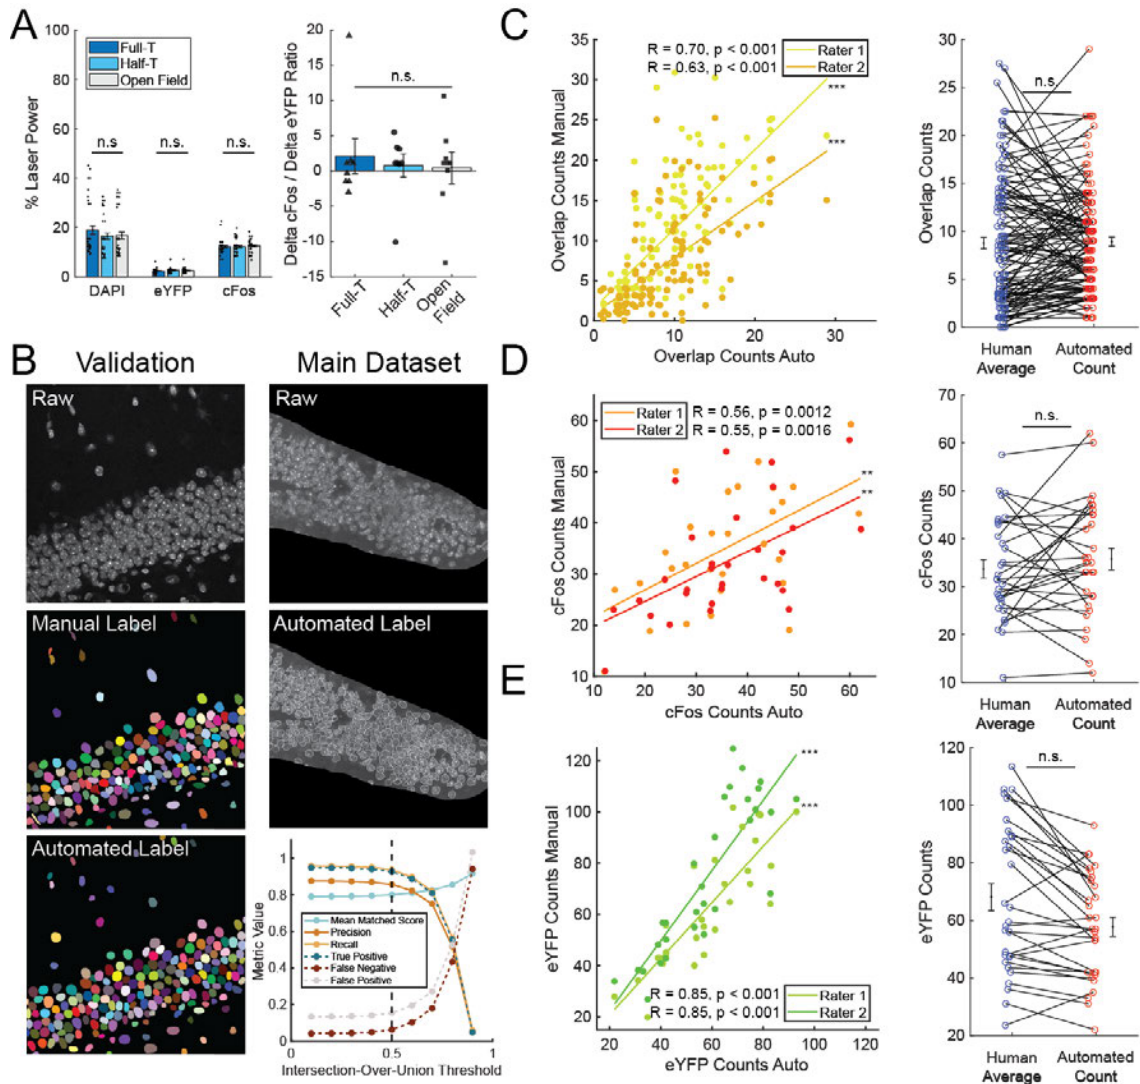 A
100
80
60
40
20
0
% Laser Power
Full-T
Half-T
Open Field
n.s
n.s.
n.s.
DAPI
eYFP
cFos
20
15
10
5
0
-5
-10
-15
Delta cFos / Delta eYFP Ratio
n.s.
Full-T
Half-T
Open
Field
C
35
30
25
20
15
10
5
0
Overlap Counts Manual
R = 0.70, p < 0.001
R = 0.63, p < 0.001
Rater 1
Rater 2
***
***
0
10
20
30
Overlap Counts Auto
30
25
20
15
10
5
0
Overlap Counts
n.s.
Human
Average
Automated
Count
B
Validation
Main Dataset
Raw
Raw
Manual Label
Automated Label
Automated Label
1
0.8
0.6
0.4
0.2
0
Metric Value
Mean Matched Score
Precision
Recall
True Positive
False Negative
False Positive
0
0.5
1
Intersection-Over-Union Threshold
D
60
50
40
30
20
10
cFos Counts Manual
Rater 1
Rater 2
R = 0.56, p = 0.0012
R = 0.55, p = 0.0016
**
**
10
20
30
40
50
60
cFos Counts Auto
70
60
50
40
30
20
10
cFos Counts
n.s.
Human
Average
Automated
Count
E
120
100
80
60
40
20
eYFP Counts Manual
***
***
R = 0.85, p < 0.001
R = 0.85, p < 0.001
Rater 1
Rater 2
20
40
60
80
100
120
eYFP Counts Auto
120
100
80
60
40
20
eYFP Counts
n.s.
Human
Average
Automated
Count